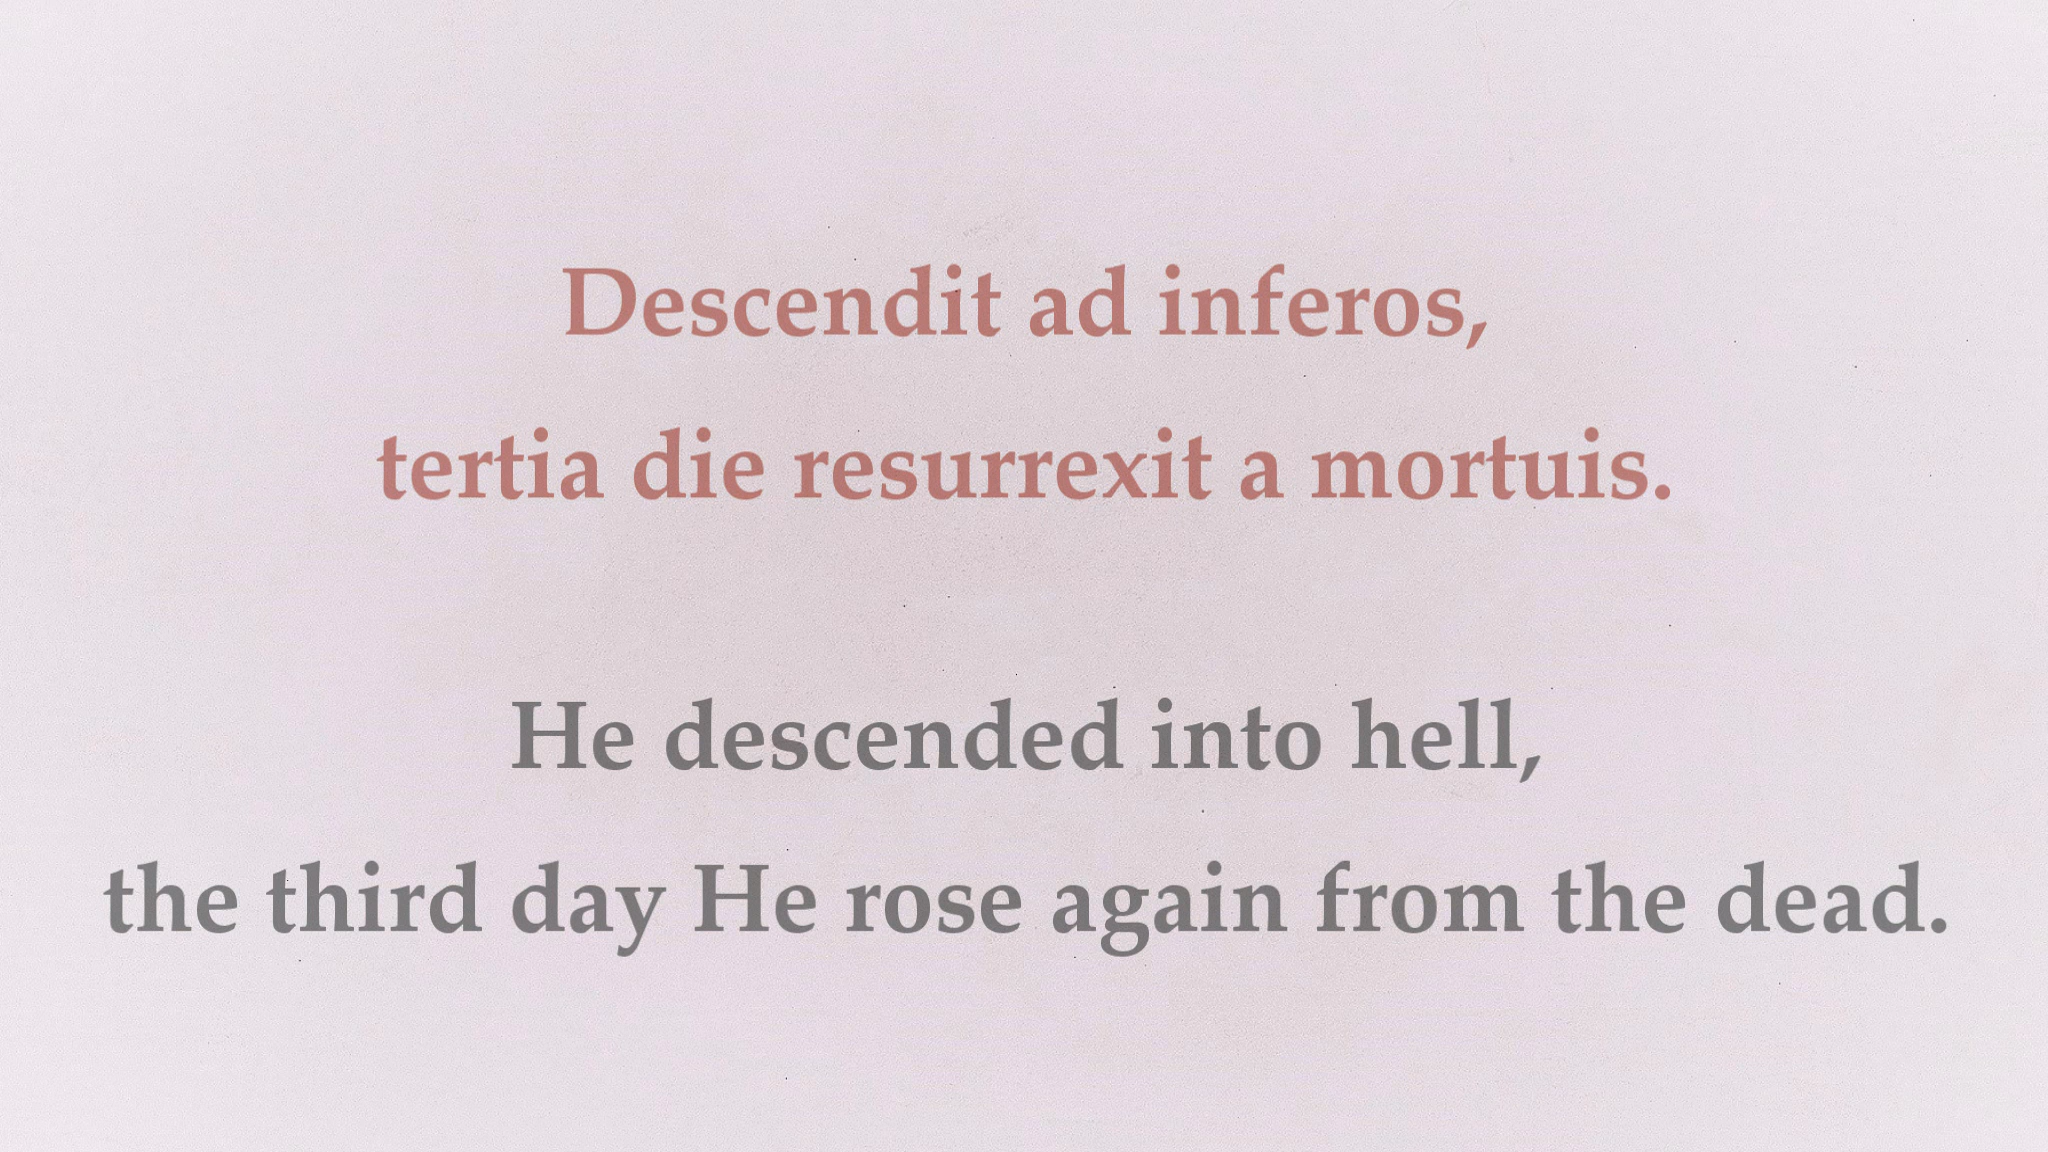 Descendit ad inferos,
tertia die resurrexit a mortuis.
He descended into hell,
the third day He rose again from the dead.